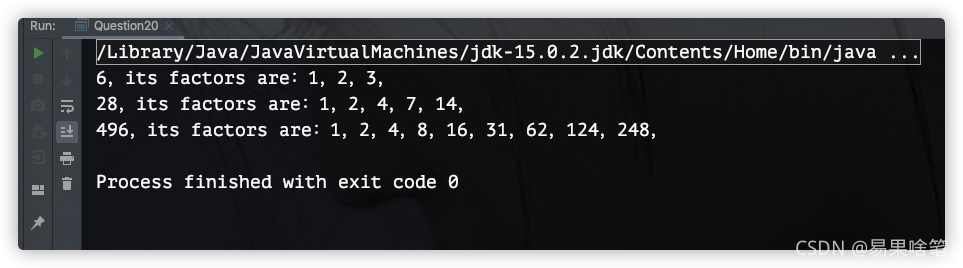 Run: Question20 ×
/Library/Java/JavaVirtualMachines/jdk-15.0.2.jdk/Contents/Home/bin/java ...
6, its factors are: 1, 2, 3,
28, its factors are: 1, 2, 4, 7, 14,
496, its factors are: 1, 2, 4, 8, 16, 31, 62, 124, 248,
Process finished with exit code 0
CSDN @易果啥笔